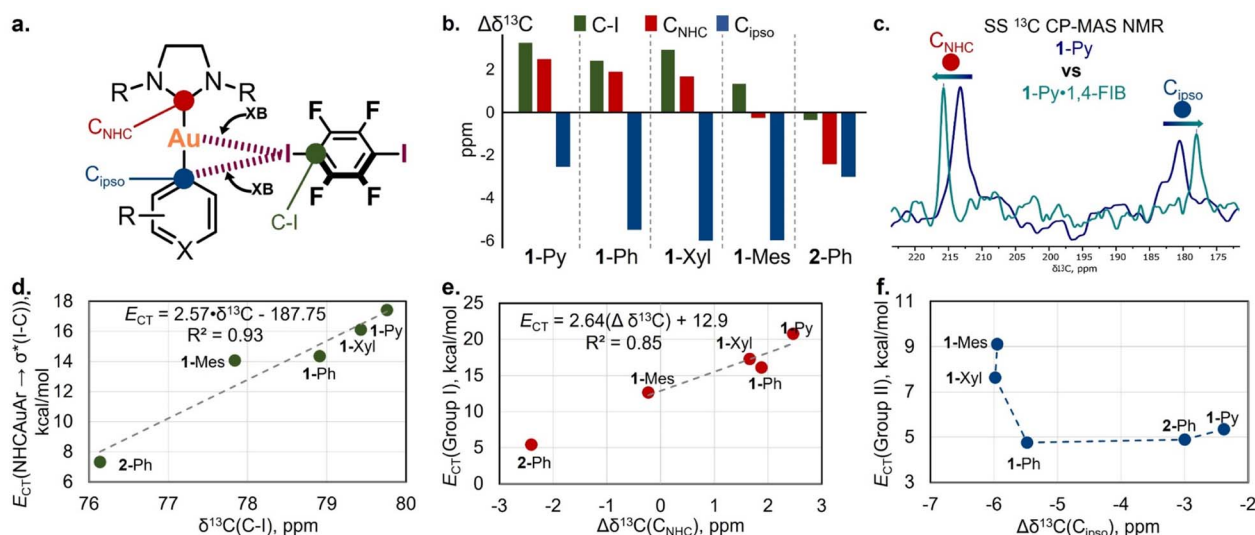 a.
N
N
R
R
XB
C_NHC
Au
F
F
I
I
C_ipso
XB
F
F
R
C-I
X
b.
Δδ¹³C
C-I
C_NHC
C_ipso
2
0
-2
-4
-6
ppm
1-Py
1-Ph
1-Xyl
1-Mes
2-Ph
c.
SS ¹³C CP-MAS NMR
C_NHC
1-Py
vs
1-Py•1,4-FIB
C_ipso
220 215 210 205 200 195 190 185 180 175
δ13C, ppm
d.
E_CT(NHCAuAr → σ*(I-C)),
kcal/mol
18
16
14
12
10
8
6
E_CT = 2.57•δ¹³C - 187.75
R² = 0.93
1-Py
1-Xyl
1-Mes
1-Ph
2-Ph
76 77 78 79 80
δ¹³C(C-I), ppm
e.
E_CT(Group I), kcal/mol
25
20
15
10
5
0
E_CT = 2.64(Δ δ¹³C) + 12.9
R² = 0.85
1-Py
1-Xyl
1-Mes
1-Ph
2-Ph
-3 -2 -1 0 1 2 3
Δδ¹³C(C_NHC), ppm
f.
E_CT(Group II), kcal/mol
11
9
7
5
3
1-Mes
1-Xyl
1-Ph
2-Ph
1-Py
-7 -6 -5 -4 -3 -2
Δδ¹³C(C_ipso), ppm